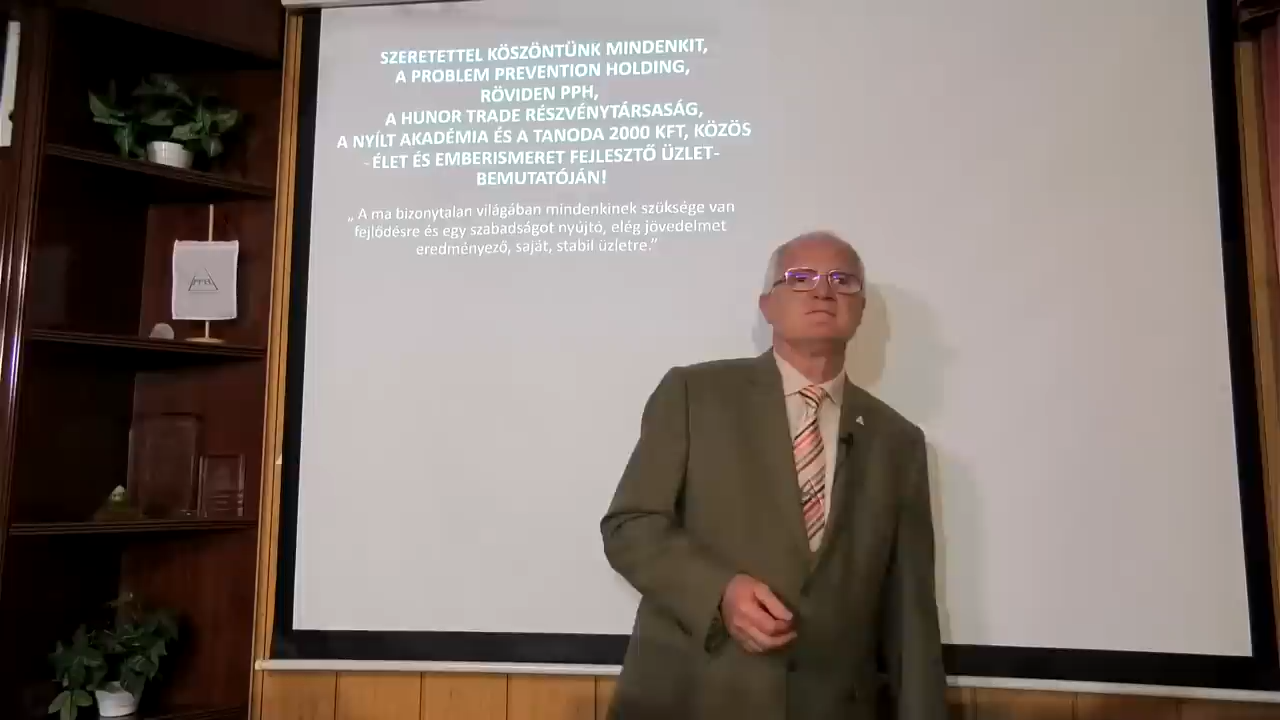 SZERETETTEL KÖSZÖNTÜNK MINDENKIT,
A PROBLEM PREVENTION HOLDING,
RÖVIDEN PPH,
A HUNOR TRADE RÉSZVÉNYTÁRSASÁG,
A NYÍLT AKADÉMIA ÉS A TANODA 2000 KFT, KÖZÖS
-ÉLET ÉS EMBERISMERET FEJLESZTŐ ÜZLET-
BEMUTATÓJÁN!
„ A ma bizonytalan világában mindenkinek szüksége van
fejlődésre és egy szabadságot nyújtó, elég jövedelmet
eredményező, saját, stabil üzletre.”